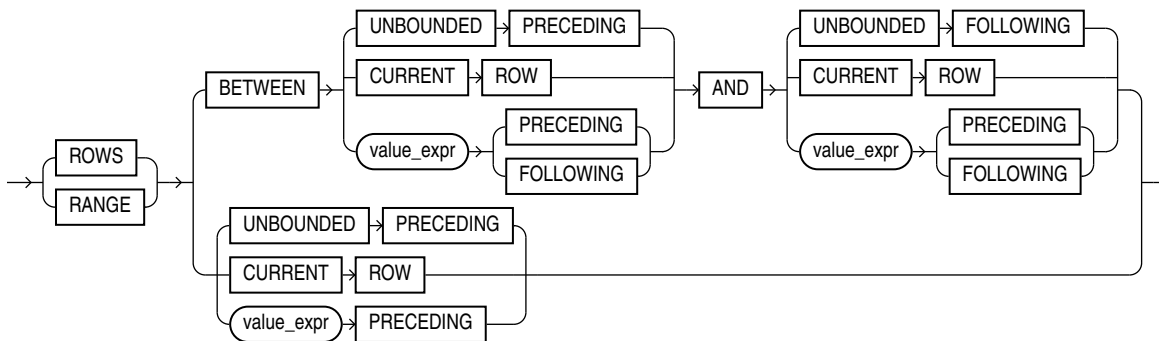 UNBOUNDED PRECEDING UNBOUNDED FOLLOWING
CURRENT ROW CURRENT ROW
BETWEEN AND
value_expr PRECEDING value_expr PRECEDING
FOLLOWING FOLLOWING
ROWS
RANGE
UNBOUNDED PRECEDING
CURRENT ROW
value_expr PRECEDING